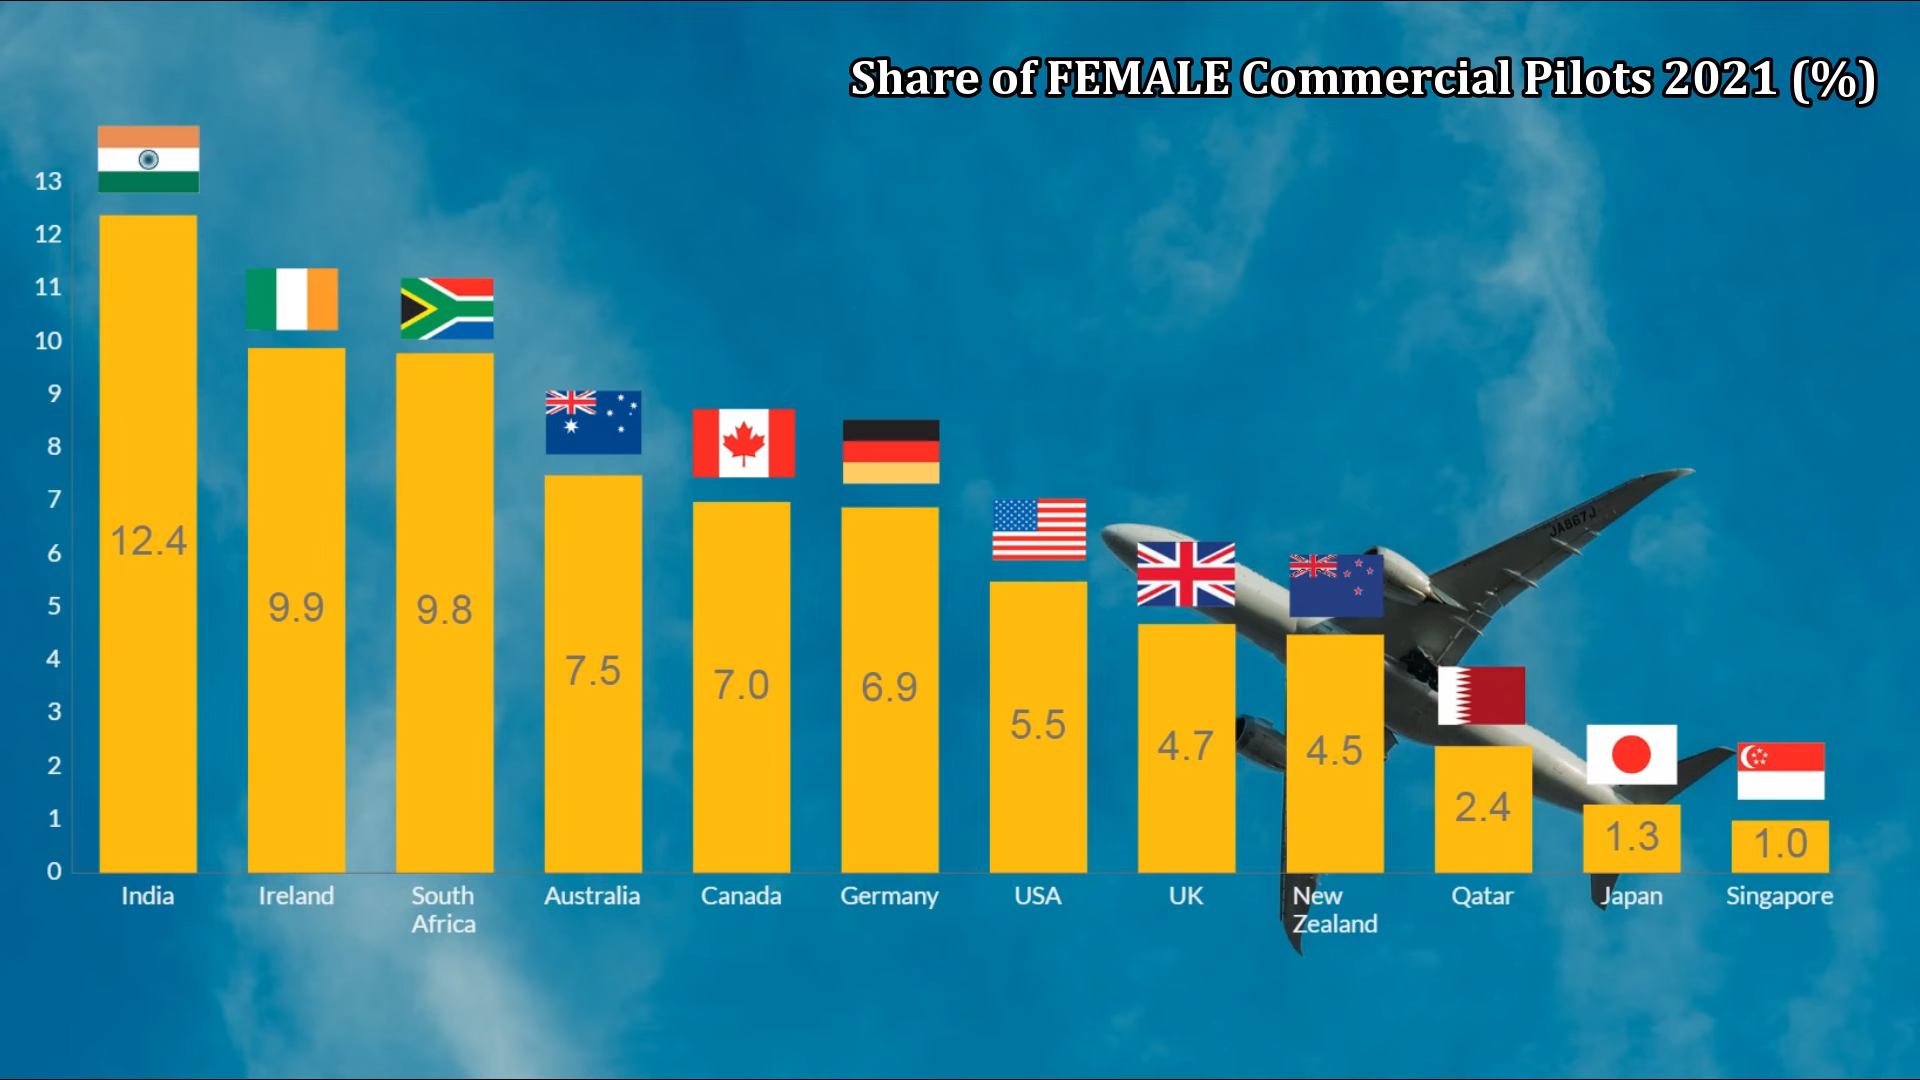 Share of FEMALE Commercial Pilots 2021 (%)
13
12
11
10
9
8
7
6
5
4
3
2
1
0
12.4
9.9
9.8
7.5
7.0
6.9
5.5
4.7
4.5
2.4
1.3
1.0
JA867J
India
Ireland
South
Africa
Australia
Canada
Germany
USA
UK
New
Zealand
Qatar
Japan
Singapore